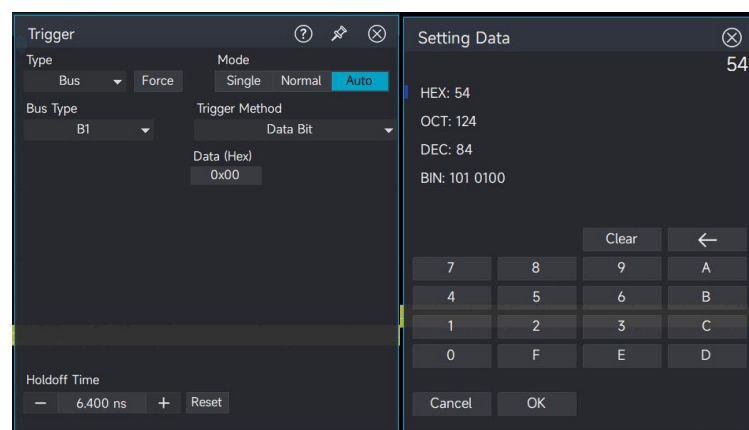 Trigger
?
Type
Mode
Bus
Force
Single
Normal
Auto
Bus Type
Trigger Method
B1
Data Bit
Data (Hex)
0x00
Holdoff Time
— 6.400 ns + Reset
Setting Data
54
HEX: 54
OCT: 124
DEC: 84
BIN: 101 0100
Clear ←
7 8 9 A
4 5 6 B
1 2 3 C
0 F E D
Cancel OK